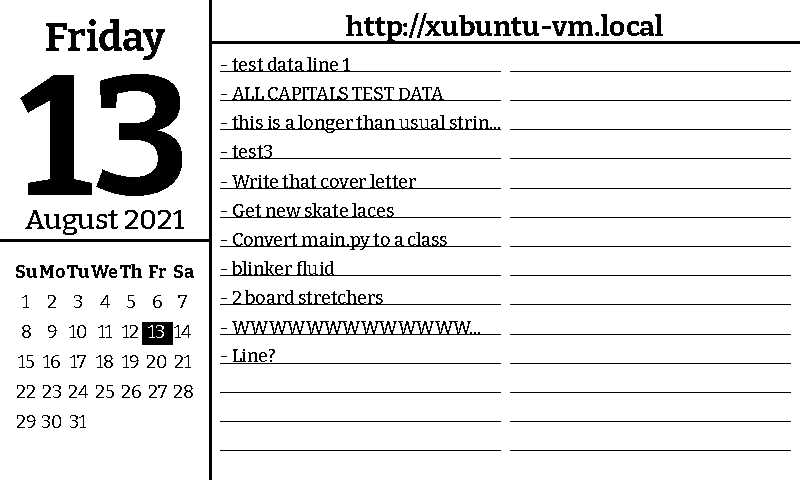 Friday
13
August 2021
Su Mo Tu We Th Fr Sa
1 2 3 4 5 6 7
8 9 10 11 12 13 14
15 16 17 18 19 20 21
22 23 24 25 26 27 28
29 30 31
http://xubuntu-vm.local
- test data line 1
- ALL CAPITALS TEST DATA
- this is a longer than usual strin...
- test3
- Write that cover letter
- Get new skate laces
- Convert main.py to a class
- blinker fluid
- 2 board stretchers
- WWWWWWWWWWWWW...
- Line?